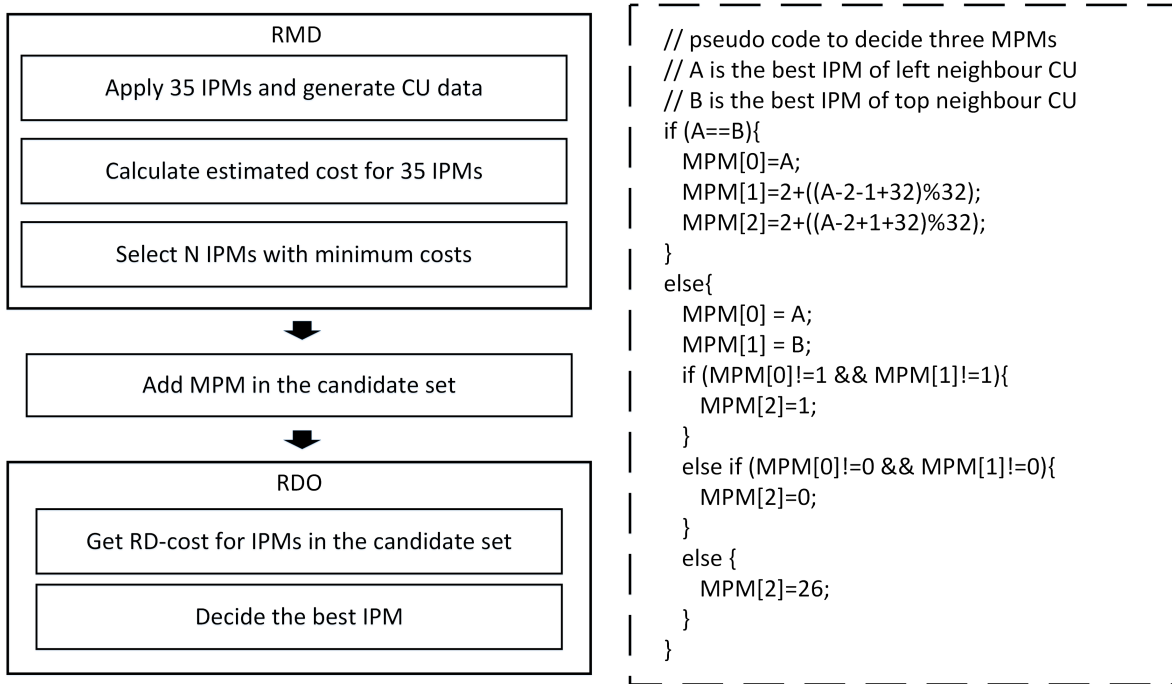 RMD
Apply 35 IPMs and generate CU data
Calculate estimated cost for 35 IPMs
Select N IPMs with minimum costs
Add MPM in the candidate set
RDO
Get RD-cost for IPMs in the candidate set
Decide the best IPM
// pseudo code to decide three MPMs
// A is the best IPM of left neighbour CU
// B is the best IPM of top neighbour CU
if (A==B){
MPM[0]=A;
MPM[1]=2+((A-2-1+32)%32);
MPM[2]=2+((A-2+1+32)%32);
}
else{
MPM[0] = A;
MPM[1] = B;
if (MPM[0]!=1 && MPM[1]!=1){
MPM[2]=1;
}
else if (MPM[0]!=0 && MPM[1]!=0){
MPM[2]=0;
}
else {
MPM[2]=26;
}
}